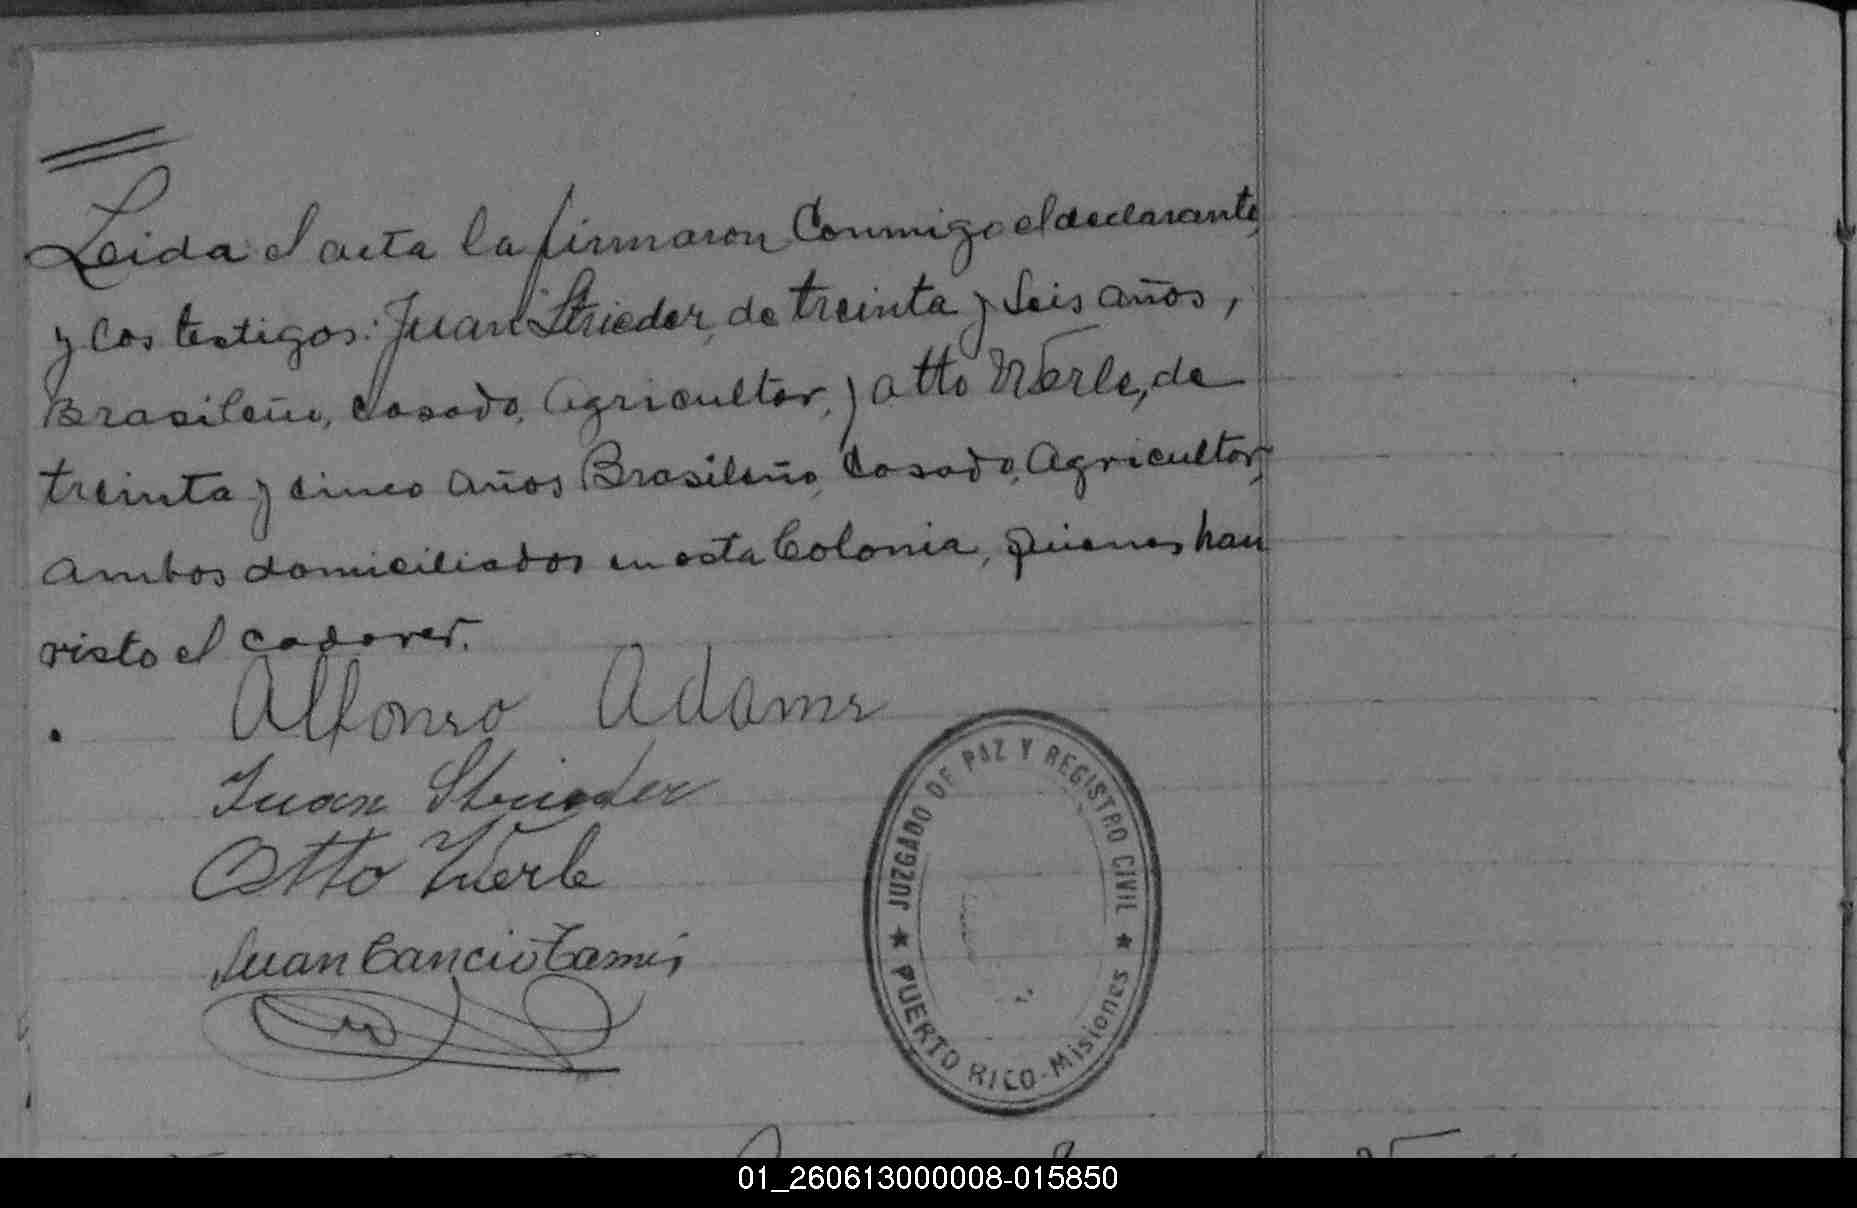 Leida el acta la firmaron conmigo el declarante,
y los testigos: Juan Strieder, de treinta y seis años,
Brasileño, casado, agricultor, y Otto Werle, de
treinta y cinco años Brasileño, casado, agricultor,
ambos domiciliados en esta Colonia, quienes han
visto el cadaver.
Alfonso Adams
Juan Strieder
Otto Werle
Juan Cancio
JUZGADO DE PAZ Y REGISTRO CIVIL
★ PUERTO RICO - Misiones ★
01_260613000008-015850